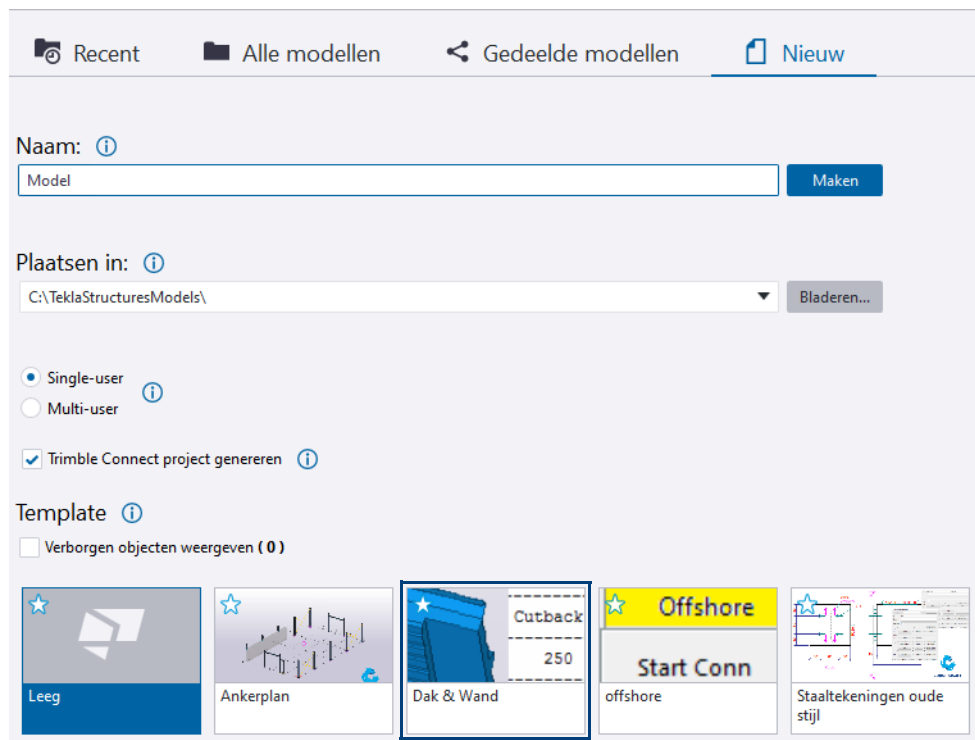 Recent
Alle modellen
Gedeelde modellen
Nieuw
Naam:
Model
Maken
Plaatsen in:
C:\TeklaStructuresModels\
Bladeren...
Single-user
Multi-user
Trimble Connect project genereren
Template
Verborgen objecten weergeven ( 0 )
Cutback
250
Offshore
Start Conn
Leeg
Ankerplan
Dak & Wand
offshore
Staaltekeningen oude
stijl